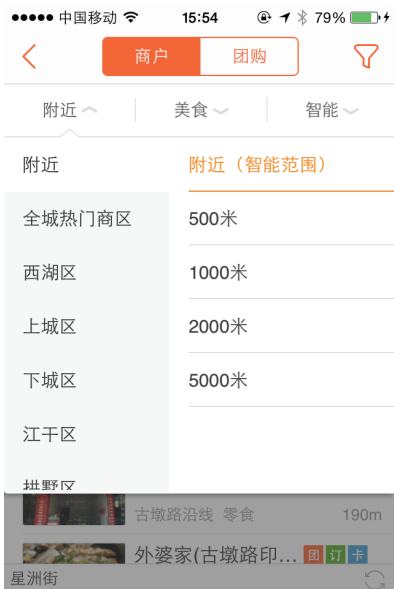 中国移动 15:54 79%
商户 团购
附近 美食 智能
附近 附近（智能范围）
全城热门商区 500米
西湖区 1000米
上城区 2000米
下城区 5000米
江干区
拱野区
古墩路沿线 零食 190m
外婆家(古墩路印... 团 订 卡
星洲街